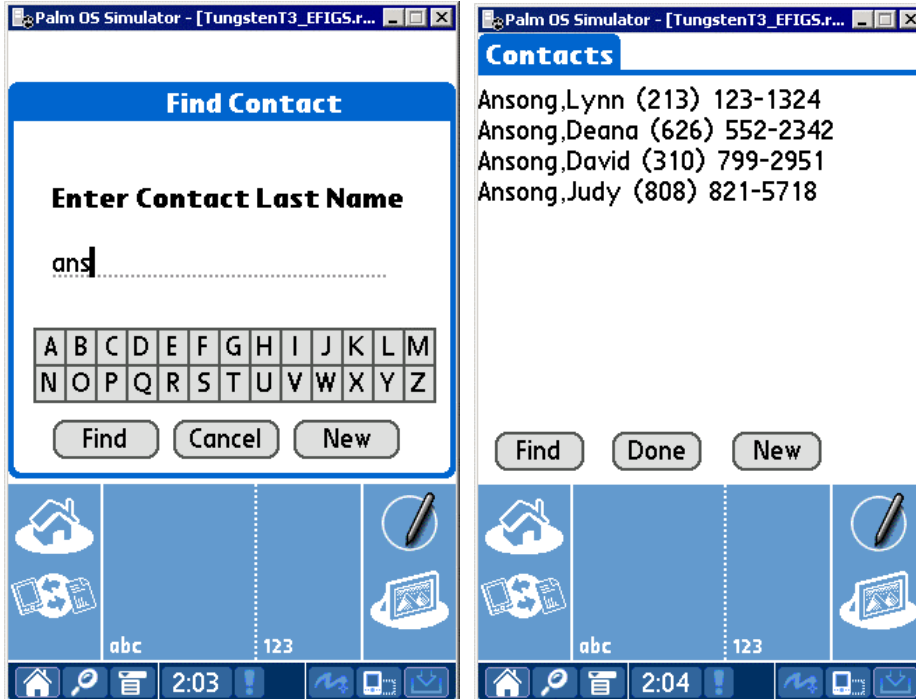 Palm OS Simulator - [TungstenT3_EFIGS.r...
Find Contact
Enter Contact Last Name
ans
A B C D E F G H I J K L M
N O P Q R S T U V W X Y Z
Find Cancel New
abc 123
2:03
Palm OS Simulator - [TungstenT3_EFIGS.r...
Contacts
Ansong,Lynn (213) 123-1324
Ansong,Deana (626) 552-2342
Ansong,David (310) 799-2951
Ansong,Judy (808) 821-5718
Find Done New
abc 123
2:04